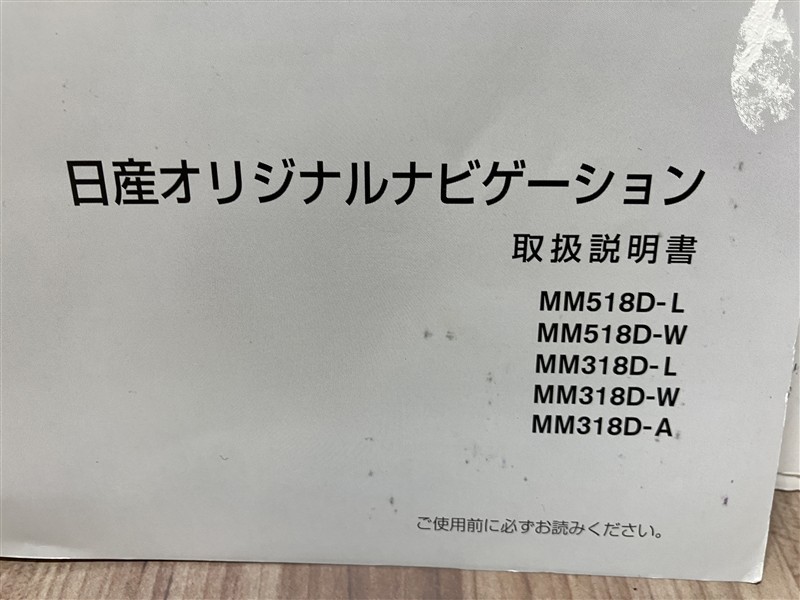 日産オリジナルナビゲーション
取扱説明書
MM518D-L
MM518D-W
MM318D-L
MM318D-W
MM318D-A
ご使用前に必ずお読みください。